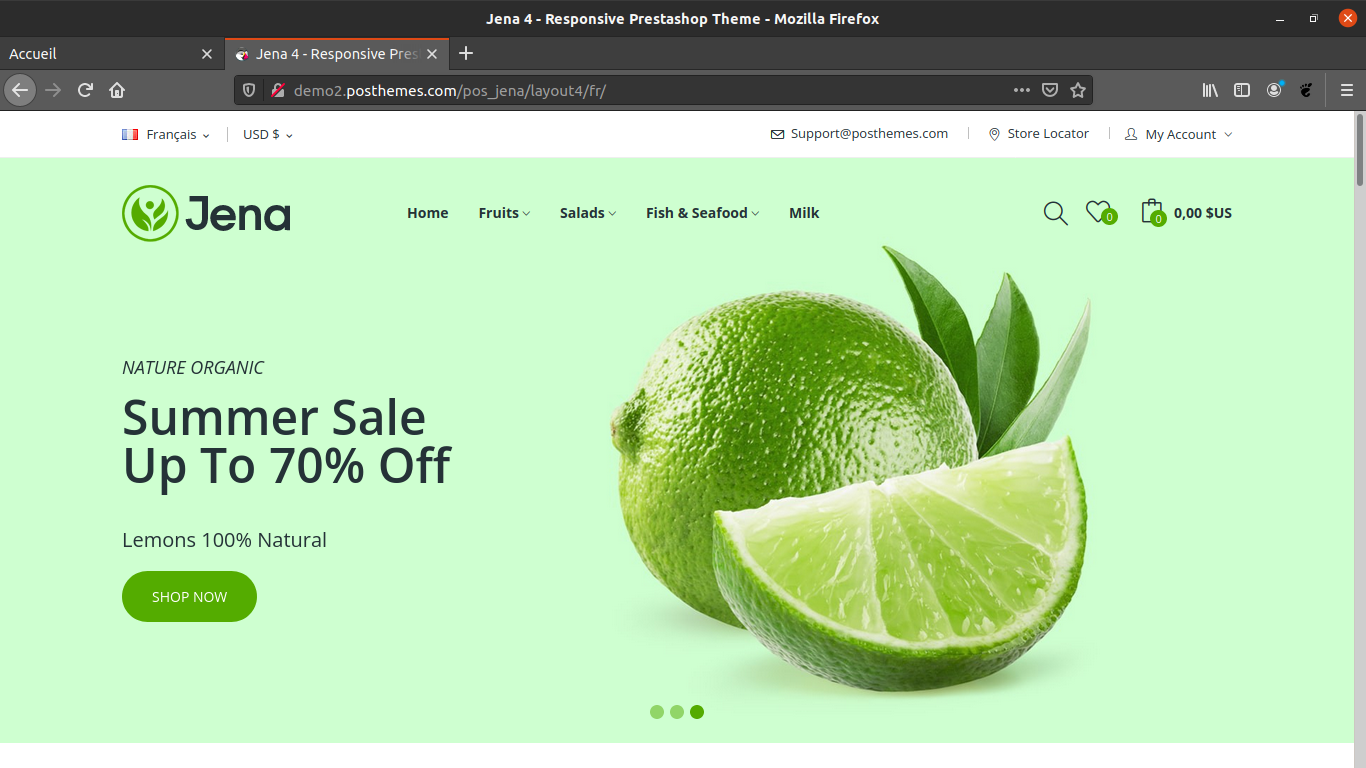 Jena 4 - Responsive Prestashop Theme - Mozilla Firefox
Accueil
Jena 4 - Responsive Pres
demo2.posthemes.com/pos_jena/layout4/fr/
Français
USD $
Support@posthemes.com
Store Locator
My Account
Jena
Home
Fruits
Salads
Fish & Seafood
Milk
0
0
0,00 $US
NATURE ORGANIC
Summer Sale
Up To 70% Off
Lemons 100% Natural
SHOP NOW